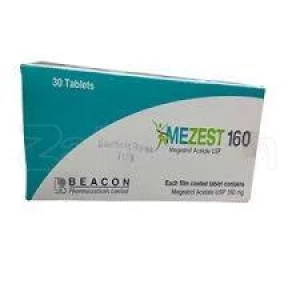 30 Tablets
MEZEST 160
Megestrol Acetate USP
BEACON
Pharmaceuticals Limited
Each film coated tablet contains
Megestrol Acetate USP 160 mg